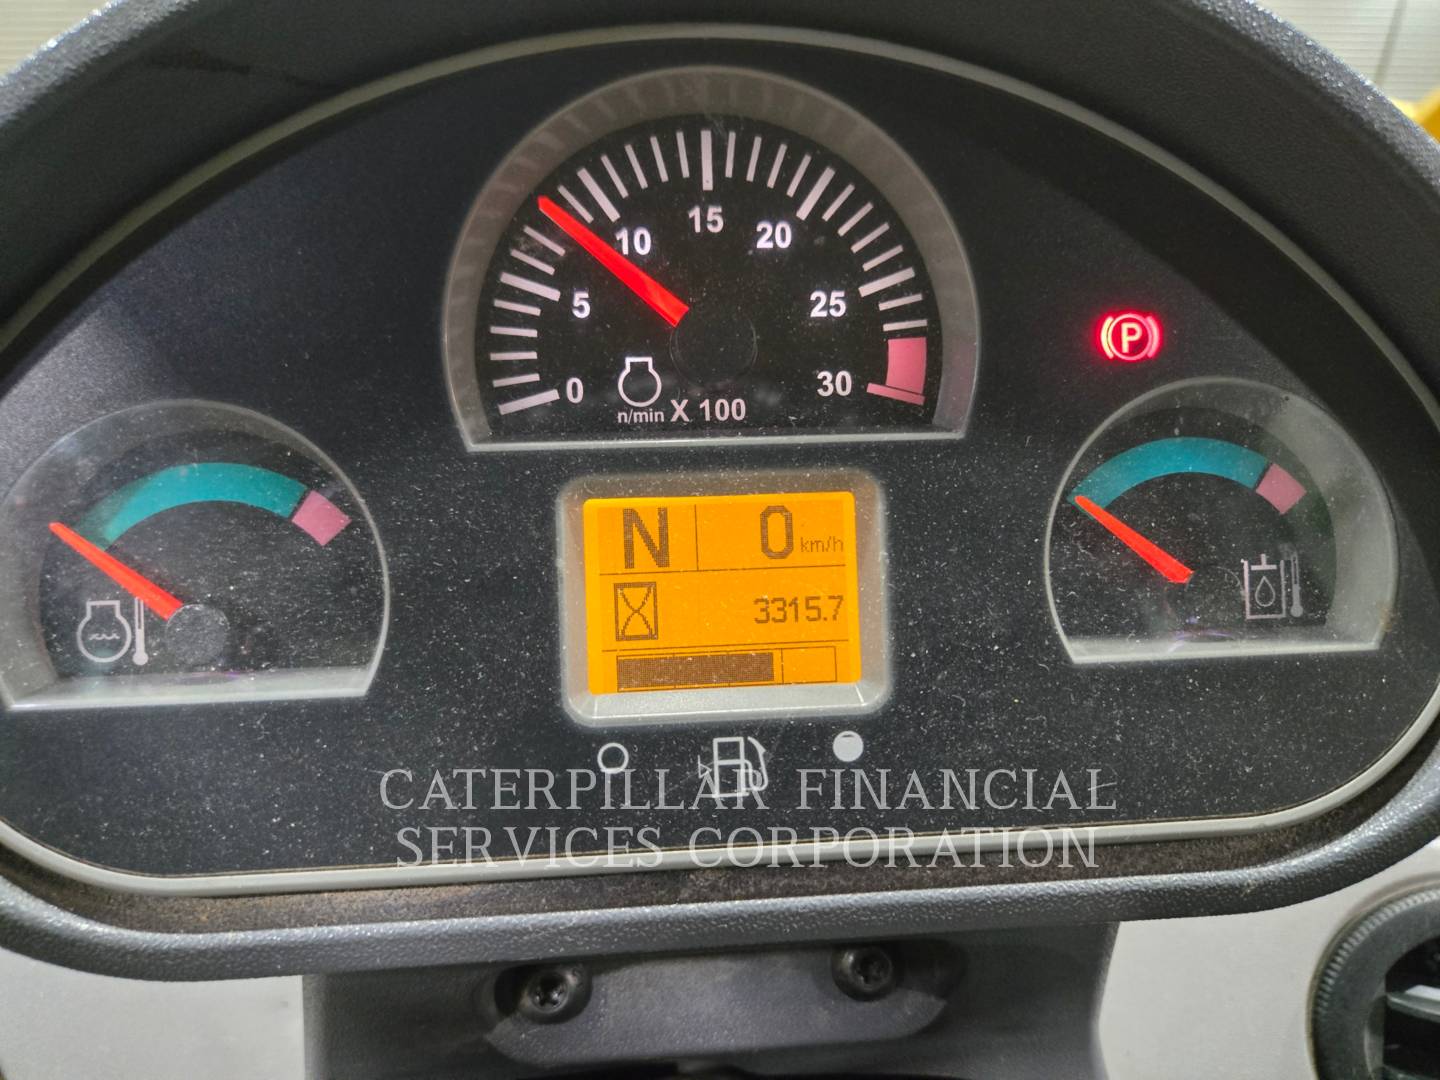 15
10
20
5
25
0
30
n/min X 100
P
N
0 km/h
3315.7
CATERPILLAR FINANCIAL
SERVICES CORPORATION